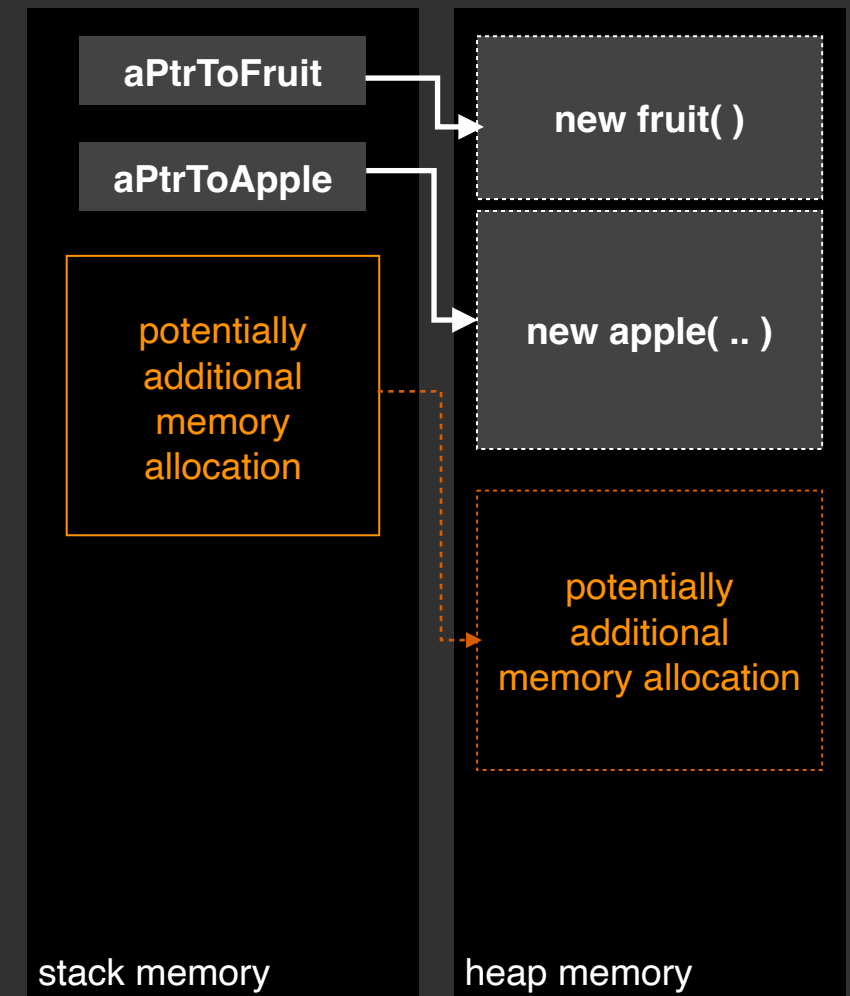 aPtrToFruit
aPtrToApple
potentially
additional
memory
allocation
stack memory
new fruit( )
new apple( .. )
potentially
additional
memory allocation
heap memory